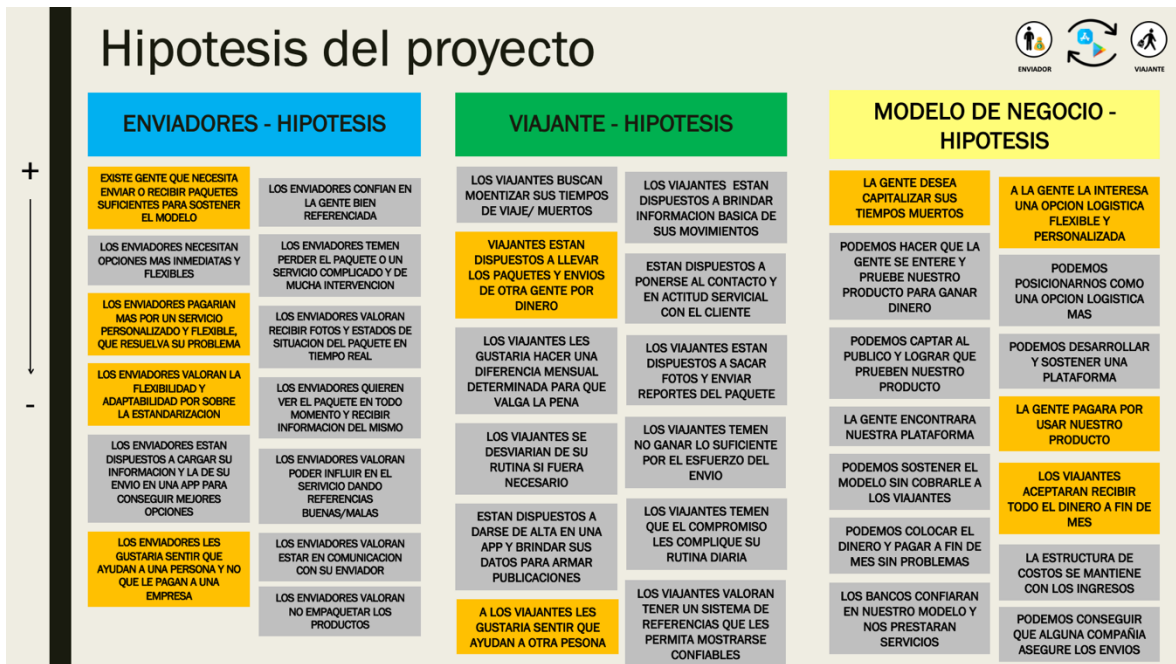 Hipotesis del proyecto
ENVIADOR
VIAJANTE
ENVIADORES - HIPOTESIS
+
-
EXISTE GENTE QUE NECESITA
ENVIAR O RECIBIR PAQUETES
SUFICIENTES PARA SOSTENER
EL MODELO
LOS ENVIADORES NECESITAN
OPCIONES MAS INMEDIATAS Y
FLEXIBLES
LOS ENVIADORES PAGARIAN
MAS POR UN SERVICIO
PERSONALIZADO Y FLEXIBLE,
QUE RESUELVA SU PROBLEMA
LOS ENVIADORES VALORAN LA
FLEXIBILIDAD Y
ADAPTABILIDAD POR SOBRE
LA ESTANDARIZACION
LOS ENVIADORES ESTAN
DISPUESTOS A CARGAR SU
INFORMACION Y LA DE SU
ENVIO EN UNA APP PARA
CONSEGUIR MEJORES
OPCIONES
LOS ENVIADORES LES
GUSTARIA SENTIR QUE
AYUDAN A UNA PERSONA Y NO
QUE LE PAGAN A UNA
EMPRESA
LOS ENVIADORES CONFIAN EN
LA GENTE BIEN
REFERENCIADA
LOS ENVIADORES TEMEN
PERDER EL PAQUETE O UN
SERVICIO COMPLICADO Y DE
MUCHA INTERVENCION
LOS ENVIADORES VALORAN
RECIBIR FOTOS Y ESTADOS DE
SITUACION DEL PAQUETE EN
TIEMPO REAL
LOS ENVIADORES QUIEREN
VER EL PAQUETE EN TODO
MOMENTO Y RECIBIR
INFORMACION DEL MISMO
LOS ENVIADORES VALORAN
PODER INFLUIR EN EL
SERIVICIO DANDO
REFERENCIAS
BUENAS/MALAS
LOS ENVIADORES VALORAN
ESTAR EN COMUNICACION
CON SU ENVIADOR
LOS ENVIADORES VALORAN
NO EMPAQUETAR LOS
PRODUCTOS
VIAJANTE - HIPOTESIS
LOS VIAJANTES BUSCAN
MOENTIZAR SUS TIEMPOS
DE VIAJE/ MUERTOS
VIAJANTES ESTAN
DISPUESTOS A LLEVAR
LOS PAQUETES Y ENVIOS
DE OTRA GENTE POR
DINERO
LOS VIAJANTES LES
GUSTARIA HACER UNA
DIFERENCIA MENSUAL
DETERMINADA PARA QUE
VALGA LA PENA
LOS VIAJANTES SE
DESVIARIAN DE SU
RUTINA SI FUERA
NECESARIO
ESTAN DISPUESTOS A
DARSE DE ALTA EN UNA
APP Y BRINDAR SUS
DATOS PARA ARMAR
PUBLICACIONES
A LOS VIAJANTES LES
GUSTARIA SENTIR QUE
AYUDAN A OTRA PESONA
LOS VIAJANTES ESTAN
DISPUESTOS A BRINDAR
INFORMACION BASICA DE
SUS MOVIMIENTOS
ESTAN DISPUESTOS A
PONERSE AL CONTACTO Y
EN ACTITUD SERVICIAL
CON EL CLIENTE
LOS VIAJANTES ESTAN
DISPUESTOS A SACAR
FOTOS Y ENVIAR
REPORTES DEL PAQUETE
LOS VIAJANTES TEMEN
NO GANAR LO SUFICIENTE
POR EL ESFUERZO DEL
ENVIO
LOS VIAJANTES TEMEN
QUE EL COMPROMISO
LES COMPLIQUE SU
RUTINA DIARIA
LOS VIAJANTES VALORAN
TENER UN SISTEMA DE
REFERENCIAS QUE LES
PERMITA MOSTRARSE
CONFIABLES
MODELO DE NEGOCIO -
HIPOTESIS
LA GENTE DESEA
CAPITALIZAR SUS
TIEMPOS MUERTOS
PODEMOS HACER QUE LA
GENTE SE ENTERE Y
PRUEBE NUESTRO
PRODUCTO PARA GANAR
DINERO
PODEMOS CAPTAR AL
PUBLICO Y LOGRAR QUE
PRUEBEN NUESTRO
PRODUCTO
LA GENTE ENCONTRARA
NUESTRA PLATAFORMA
PODEMOS SOSTENER EL
MODELO SIN COBRARLE A
LOS VIAJANTES
PODEMOS COLOCAR EL
DINERO Y PAGAR A FIN DE
MES SIN PROBLEMAS
LOS BANCOS CONFIARAN
EN NUESTRO MODELO Y
NOS PRESTARAN
SERVICIOS
A LA GENTE LA INTERESA
UNA OPCION LOGISTICA
FLEXIBLE Y
PERSONALIZADA
PODEMOS
POSICIONARNOS COMO
UNA OPCION LOGISTICA
MAS
PODEMOS DESARROLLAR
Y SOSTENER UNA
PLATAFORMA
LA GENTE PAGARA POR
USAR NUESTRO
PRODUCTO
LOS VIAJANTES
ACEPTARAN RECIBIR
TODO EL DINERO A FIN DE
MES
LA ESTRUCTURA DE
COSTOS SE MANTIENE
CON LOS INGRESOS
PODEMOS CONSEGUIR
QUE ALGUNA COMPAÑIA
ASEGURE LOS ENVIOS